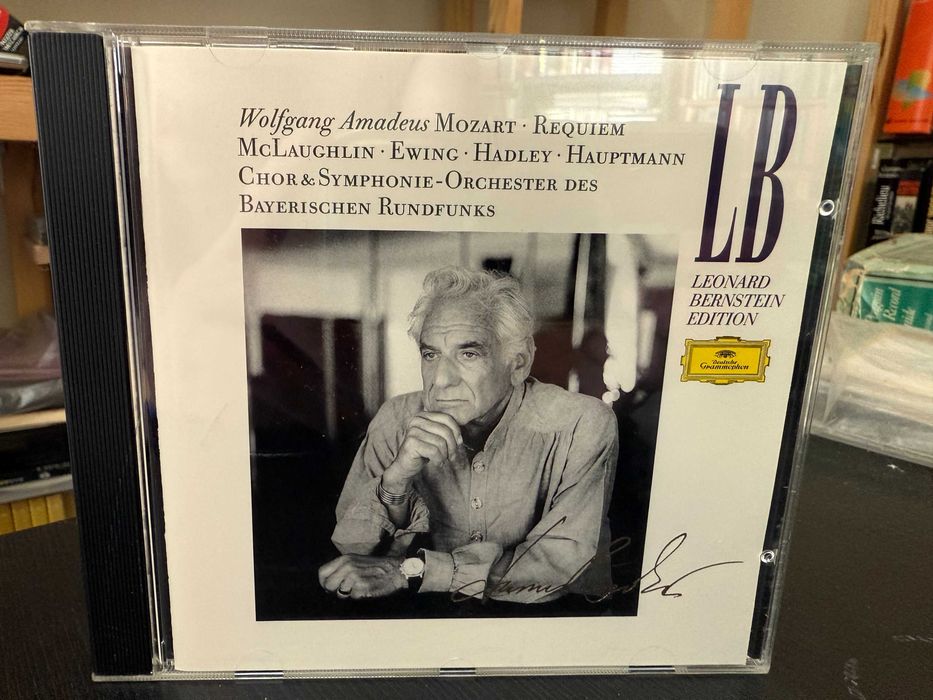 Wolfgang Amadeus MOZART · REQUIEM
MCLAUGHLIN · EWING · HADLEY · HAUPTMANN
CHOR & SYMPHONIE-ORCHESTER DES
BAYERISCHEN RUNDFUNKS
LB
LEONARD
BERNSTEIN
EDITION
Deutsche
Grammophon
Record